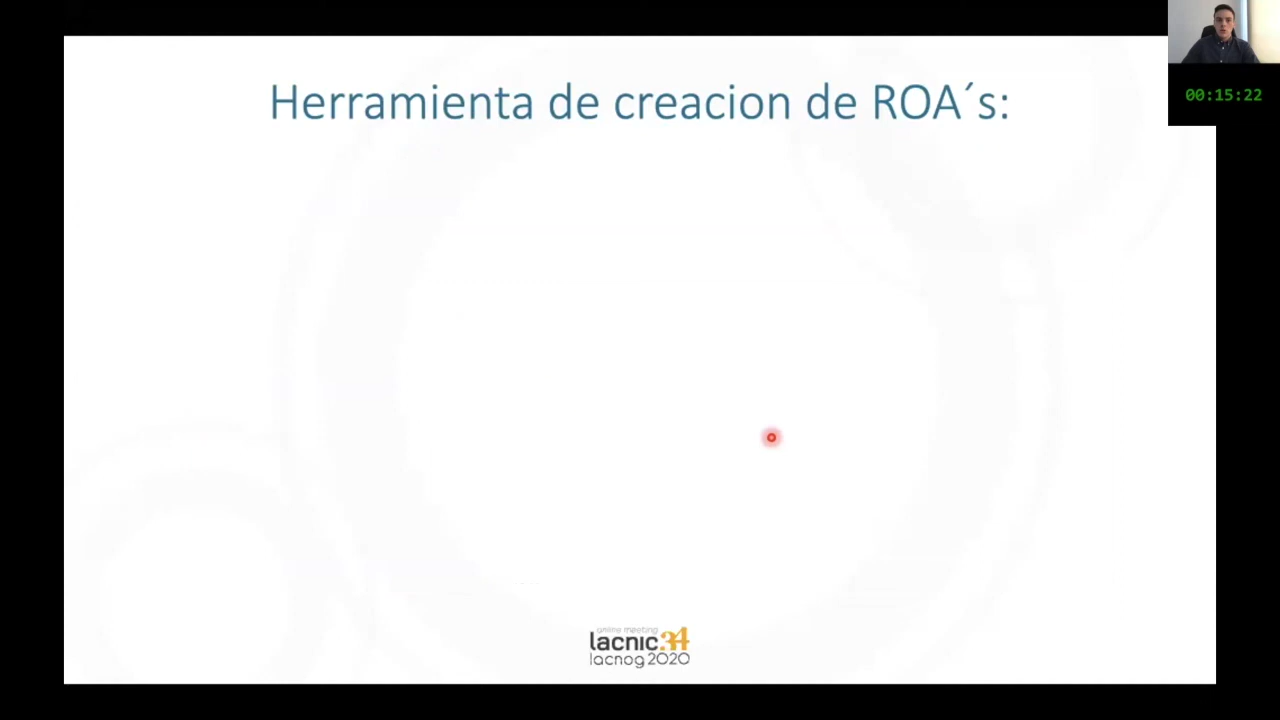 Herramienta de creacion de ROA´s:
00:15:22
online meeting
lacnic34
lacnog2020